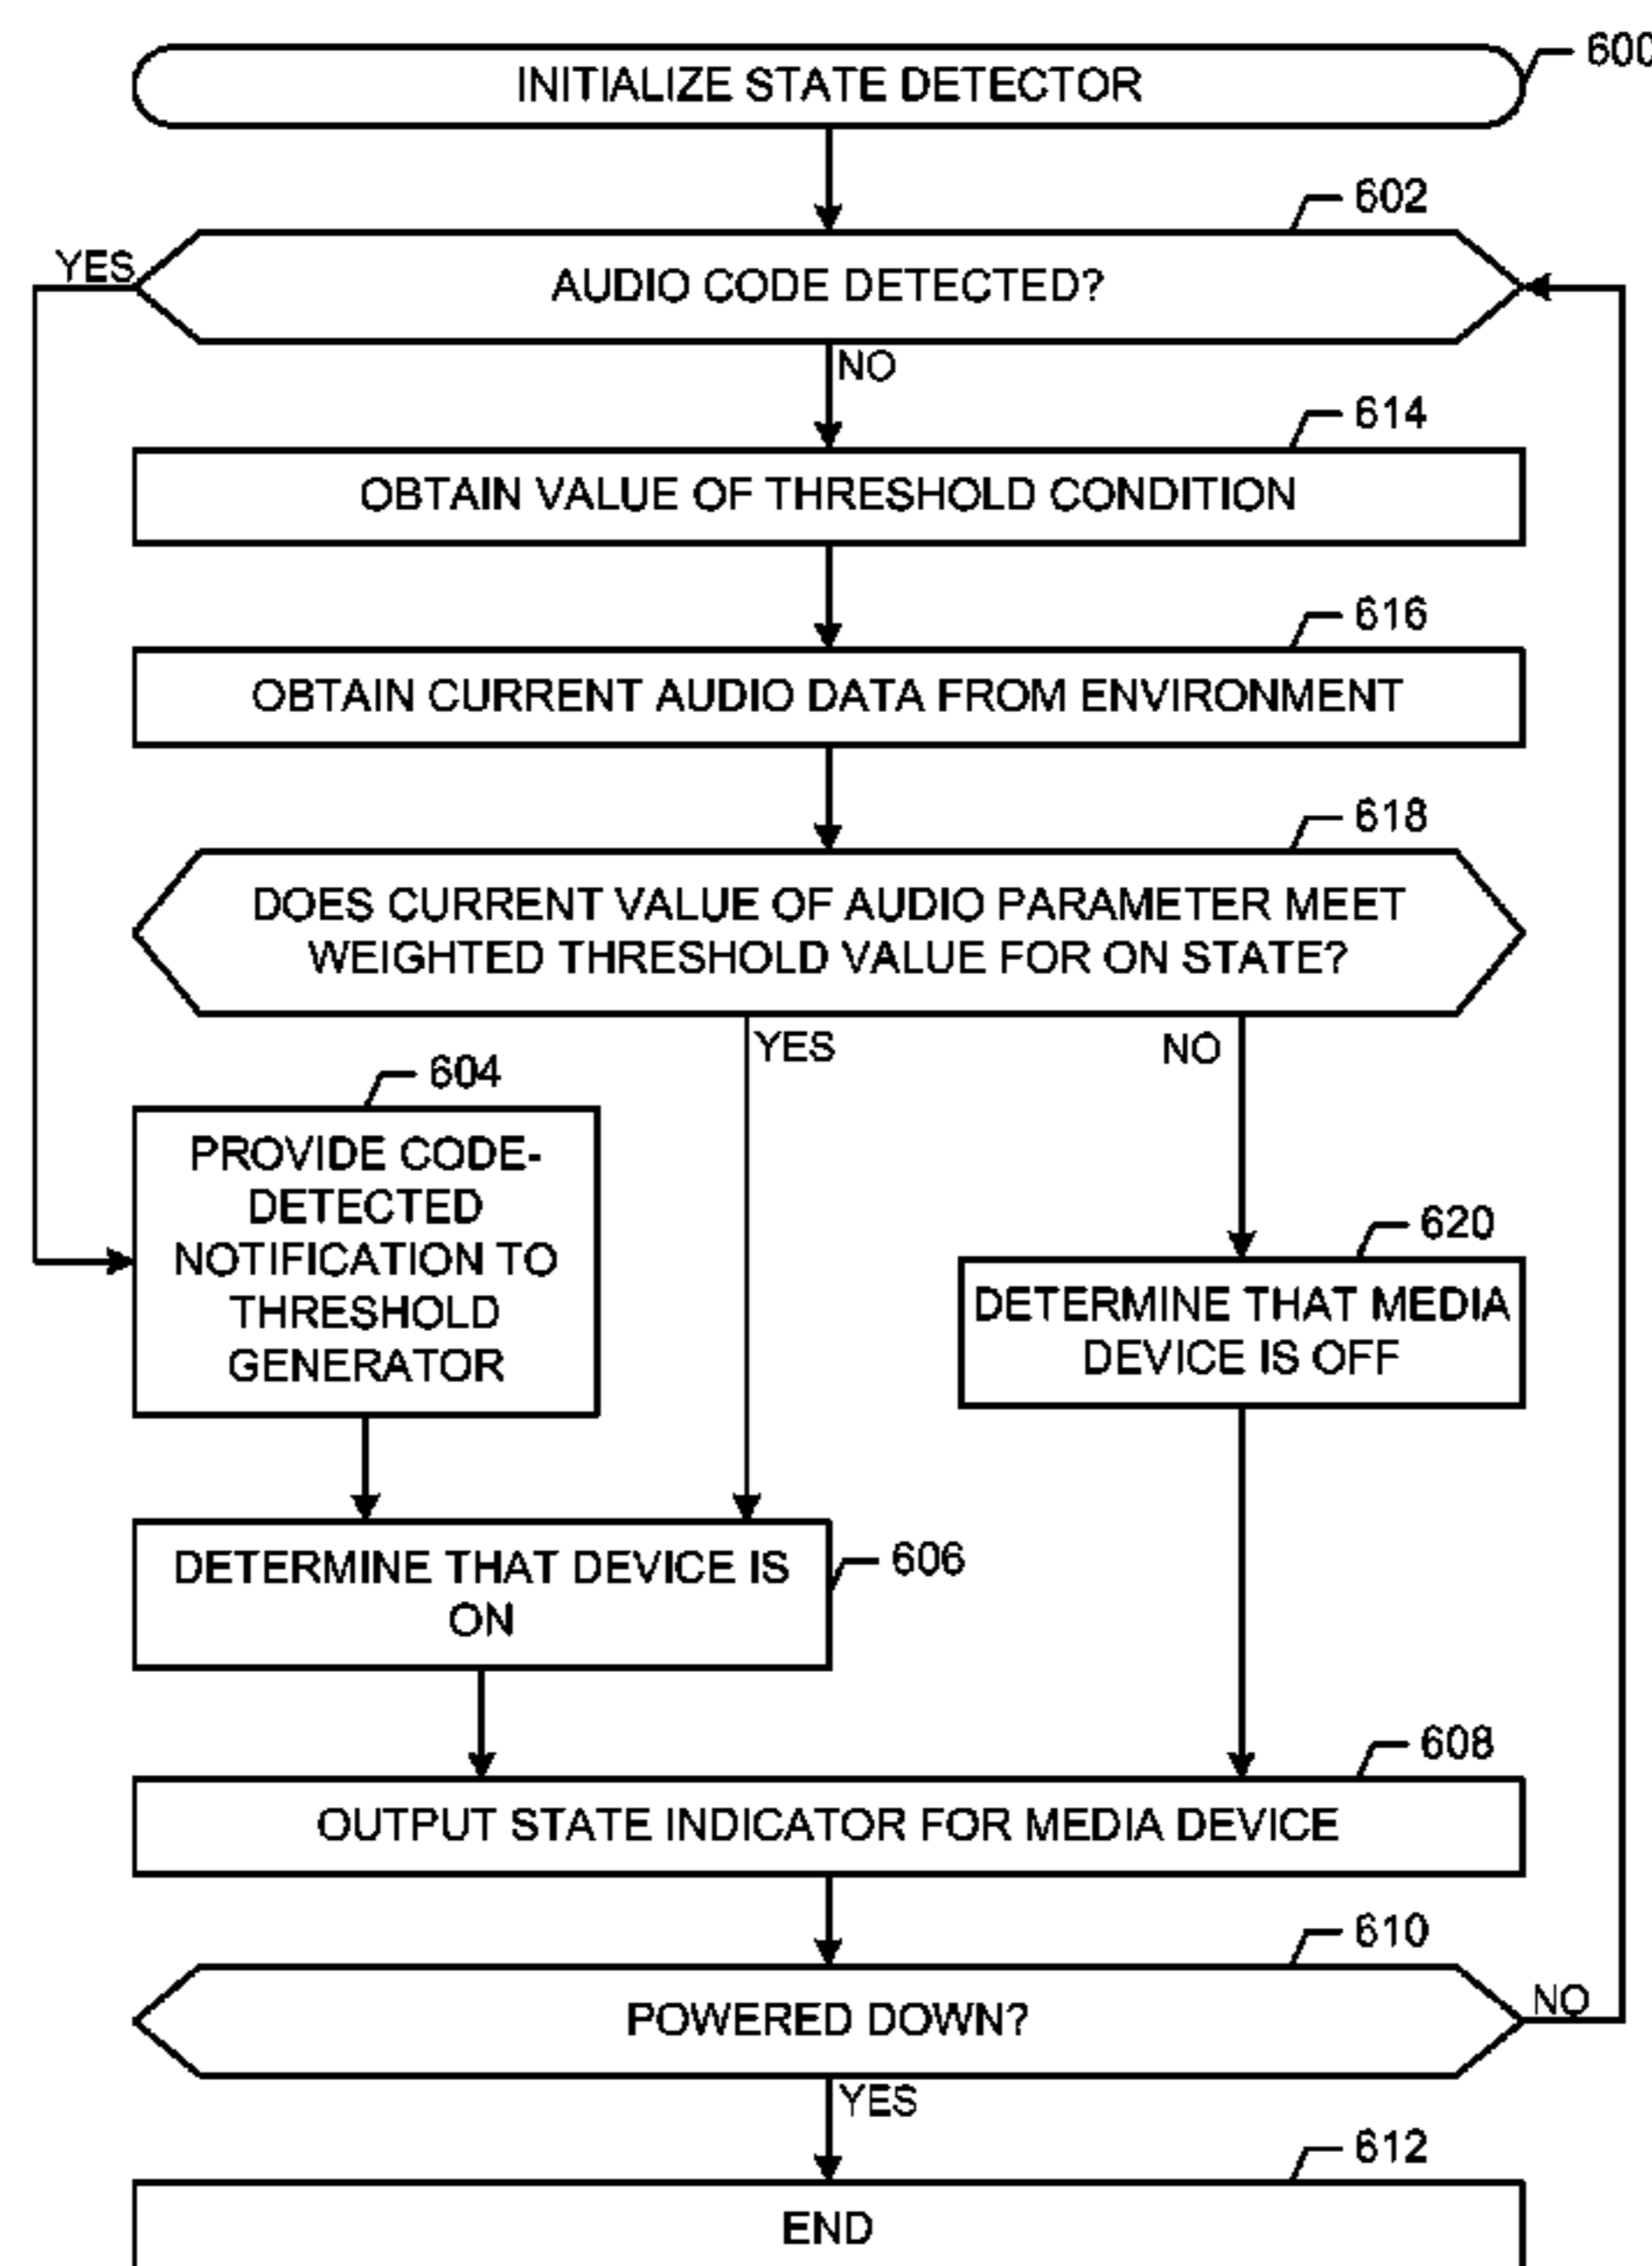 600
INITIALIZE STATE DETECTOR
602
YES
AUDIO CODE DETECTED?
NO
614
OBTAIN VALUE OF THRESHOLD CONDITION
616
OBTAIN CURRENT AUDIO DATA FROM ENVIRONMENT
618
DOES CURRENT VALUE OF AUDIO PARAMETER MEET
WEIGHTED THRESHOLD VALUE FOR ON STATE?
YES
NO
604
PROVIDE CODE-
DETECTED
NOTIFICATION TO
THRESHOLD
GENERATOR
620
DETERMINE THAT MEDIA
DEVICE IS OFF
606
DETERMINE THAT DEVICE IS
ON
608
OUTPUT STATE INDICATOR FOR MEDIA DEVICE
610
POWERED DOWN?
NO
YES
612
END